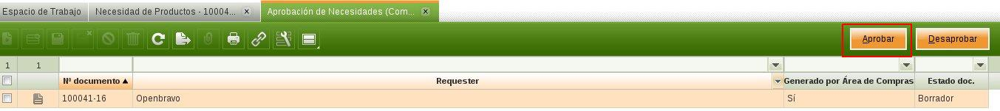 Espacio de Trabajo Necesidad de Productos - 10004... Aprobación de Necesidades (Com...
Aprobar Desaprobar
1 1
Nº documento Requester Generado por Área de Compras Estado doc.
100041-16 Openbravo Sí Borrador